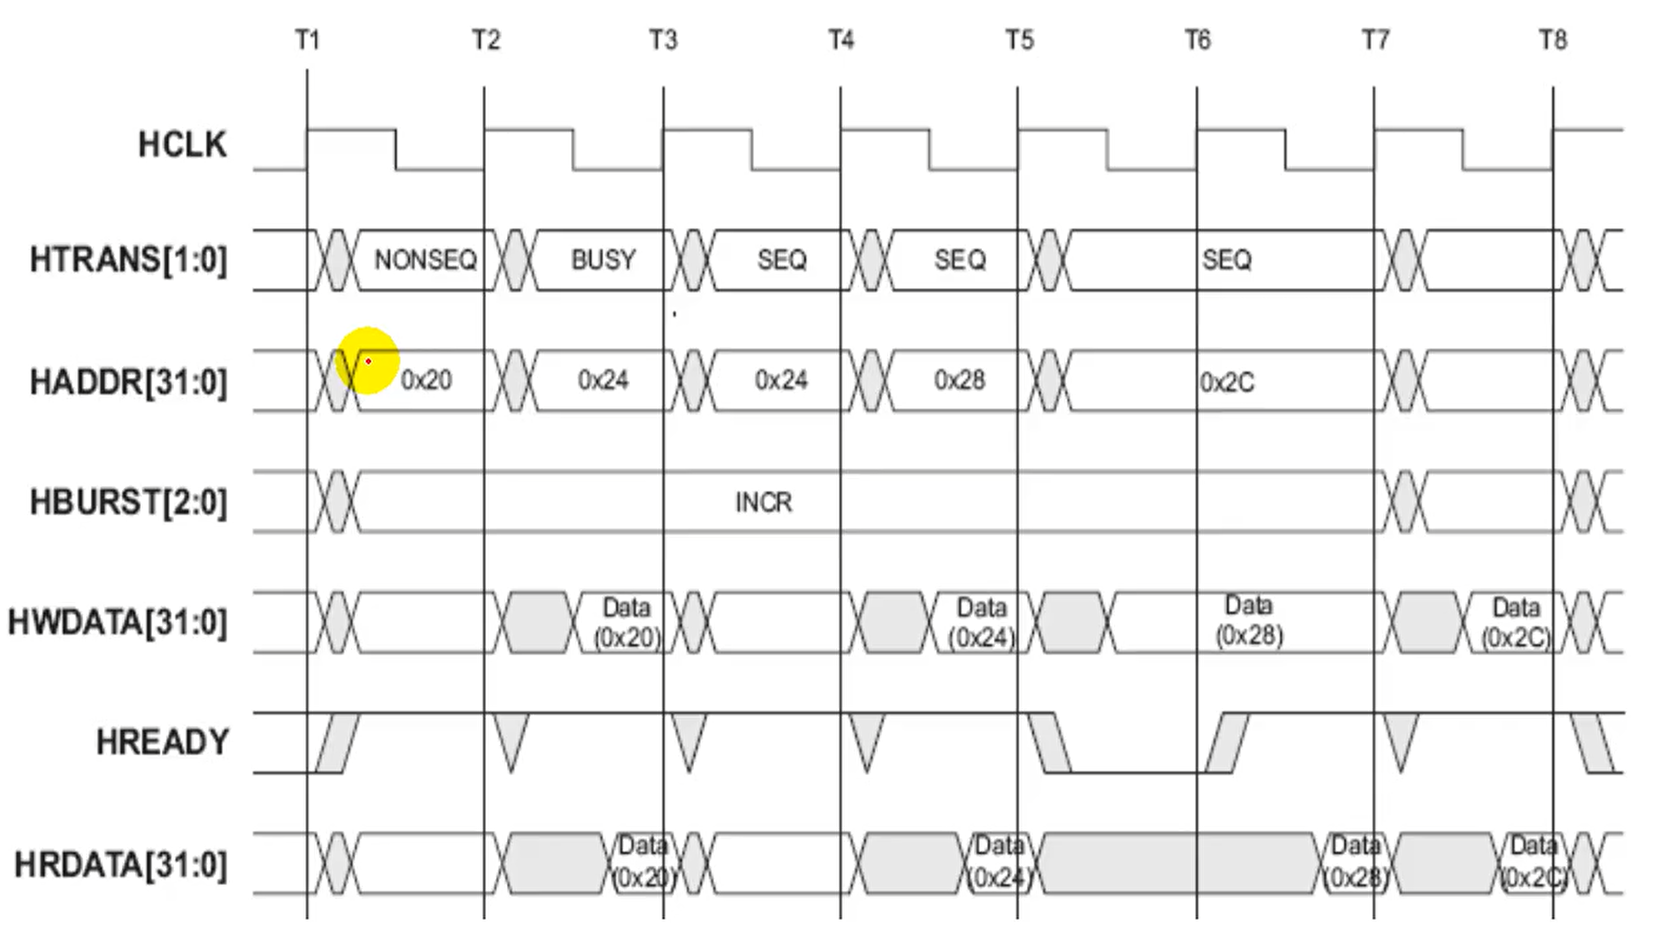 T1 T2 T3 T4 T5 T6 T7 T8
HCLK
HTRANS[1:0] NONSEQ BUSY SEQ SEQ SEQ
HADDR[31:0] 0x20 0x24 0x24 0x28 0x2C
HBURST[2:0] INCR
HWDATA[31:0] Data (0x20) Data (0x24) Data (0x28) Data (0x2C)
HREADY
HRDATA[31:0] Data (0x20) Data (0x24) Data (0x28) Data (0x2C)